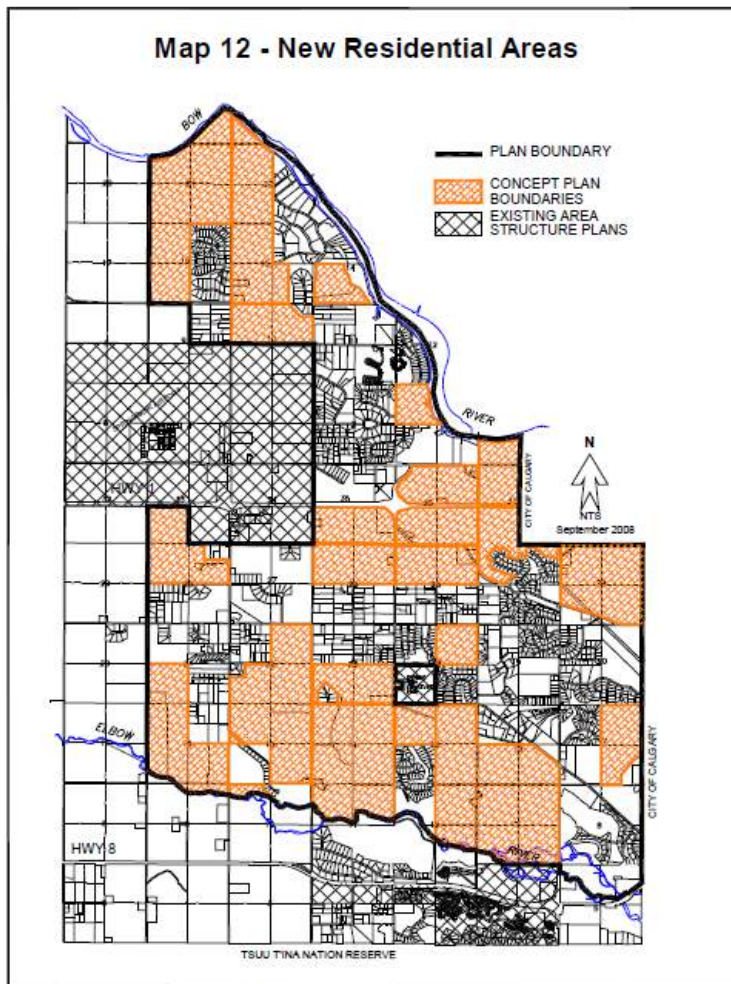 Map 12 - New Residential Areas
BOW
PLAN BOUNDARY
CONCEPT PLAN
BOUNDARIES
EXISTING AREA
STRUCTURE PLANS
RIVER
N
NTS
September 2008
CITY OF CALGARY
HWY 1
ELBOW
CITY OF CALGARY
HWY 8
RIVER
TSUU T'INA NATION RESERVE